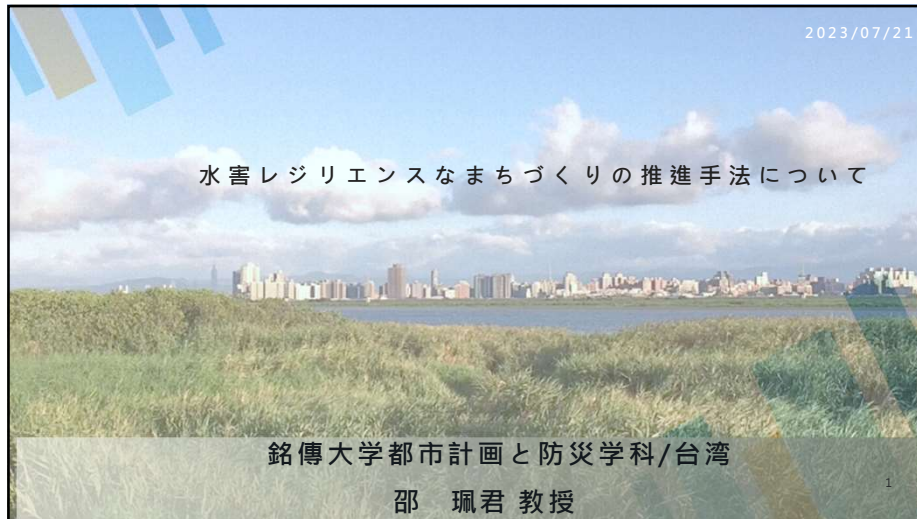 2023/07/21
水害レジリエンスなまちづくりの推進手法について
銘傳大学都市計画と防災学科/台湾
邵　珮君 教授
1